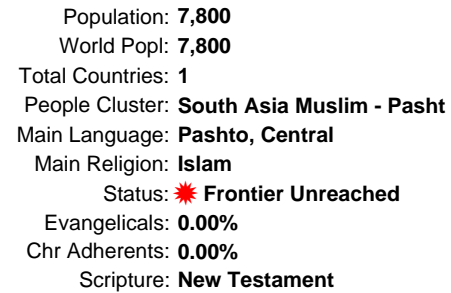 Population: 7,800
World Popl: 7,800
Total Countries: 1
People Cluster: South Asia Muslim - Pasht
Main Language: Pashto, Central
Main Religion: Islam
Status: Frontier Unreached
Evangelicals: 0.00%
Chr Adherents: 0.00%
Scripture: New Testament